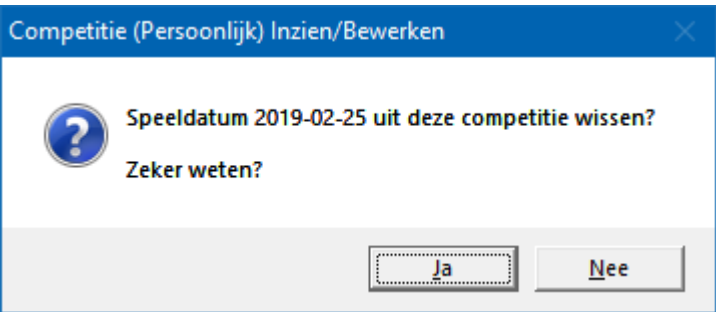 Competitie (Persoonlijk) Inzien/Bewerken
Speeldatum 2019-02-25 uit deze competitie wissen?
Zeker weten?
Ja
Nee